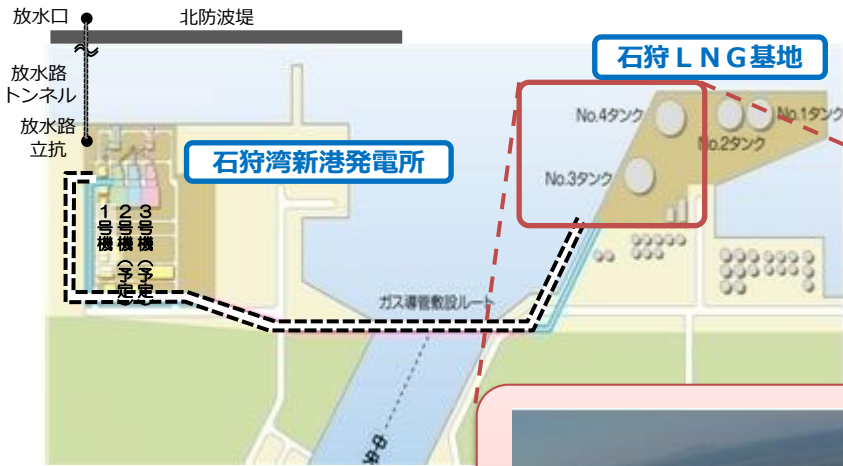 放水口
北防波堤
放水路
トンネル
放水路
立抗
石狩ＬＮＧ基地
石狩湾新港発電所
No.4タンク
No.1タンク
No.2タンク
No.3タンク
１号機
２号機（予定）
３号機（予定）
ガス導管敷設ルート